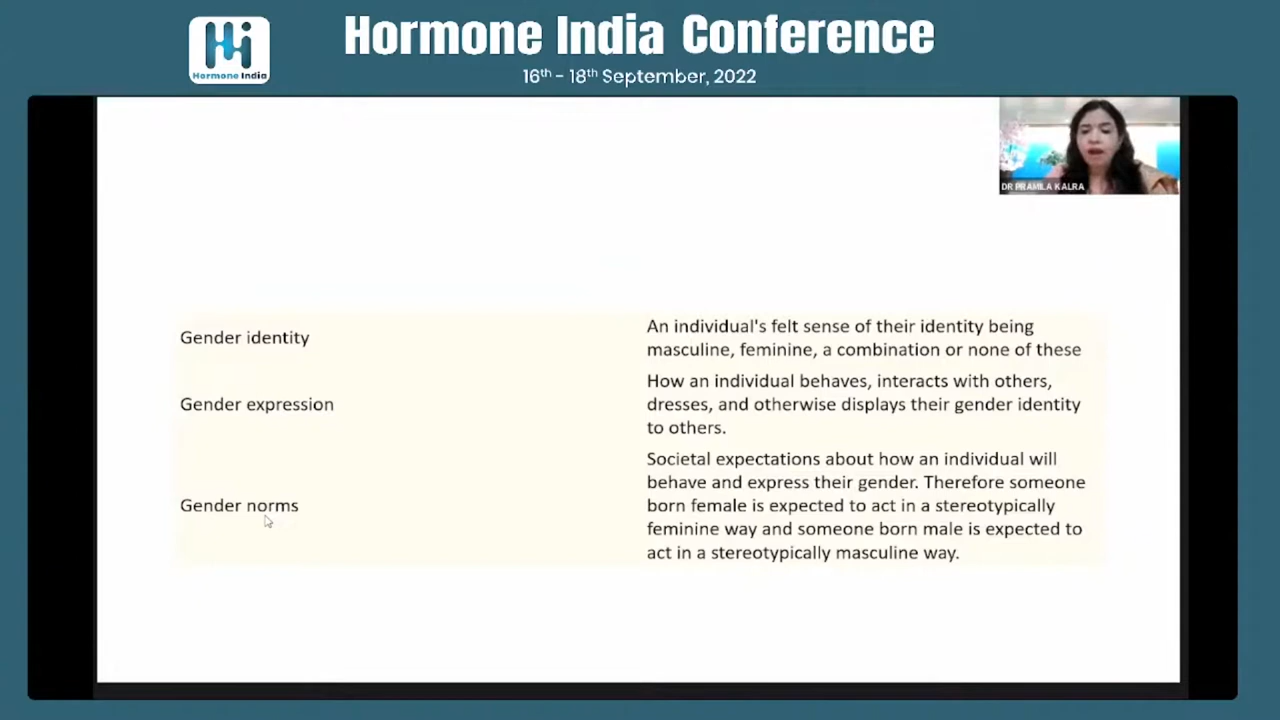 Hormone India Conference
16th - 18th September, 2022
Hi
Hormone India
DR PRAMILA KALRA
Gender identity
An individual's felt sense of their identity being
masculine, feminine, a combination or none of these
Gender expression
How an individual behaves, interacts with others,
dresses, and otherwise displays their gender identity
to others.
Gender norms
Societal expectations about how an individual will
behave and express their gender. Therefore someone
born female is expected to act in a stereotypically
feminine way and someone born male is expected to
act in a stereotypically masculine way.